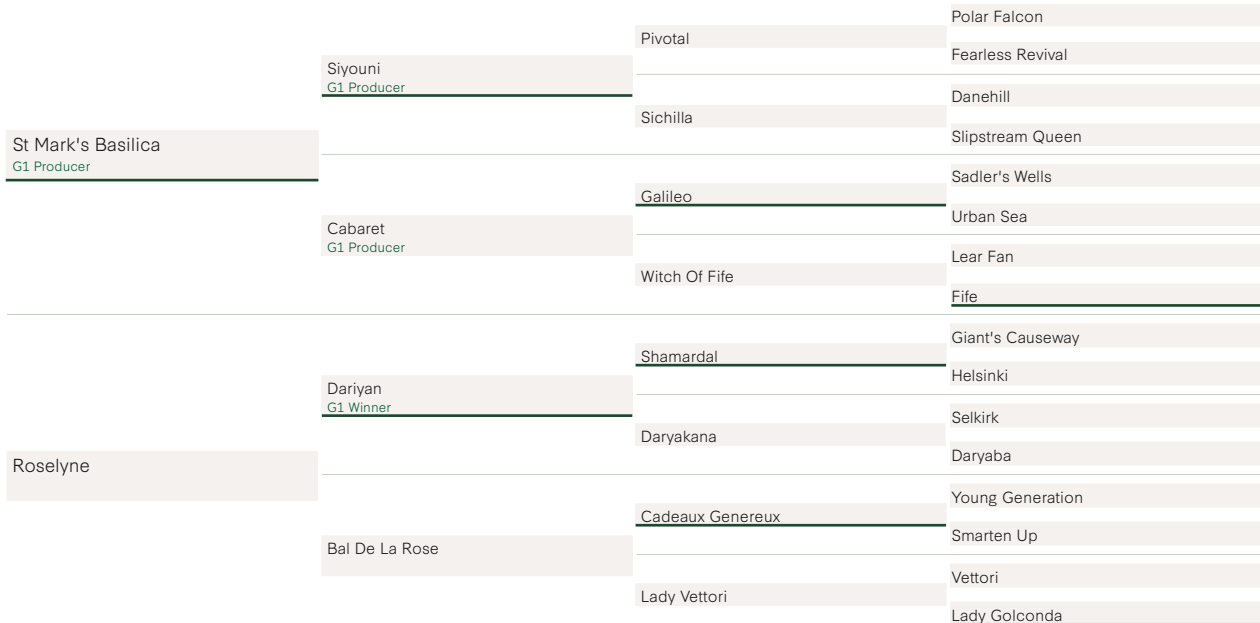 Polar Falcon
Pivotal
Fearless Revival
Siyouni
G1 Producer
Danehill
Sichilla
Slipstream Queen
St Mark's Basilica
G1 Producer
Sadler's Wells
Galileo
Urban Sea
Cabaret
G1 Producer
Lear Fan
Witch Of Fife
Fife
Giant's Causeway
Shamardal
Helsinki
Dariyan
G1 Winner
Selkirk
Daryakana
Daryaba
Roselyne
Young Generation
Cadeaux Genereux
Smarten Up
Bal De La Rose
Vettori
Lady Vettori
Lady Golconda